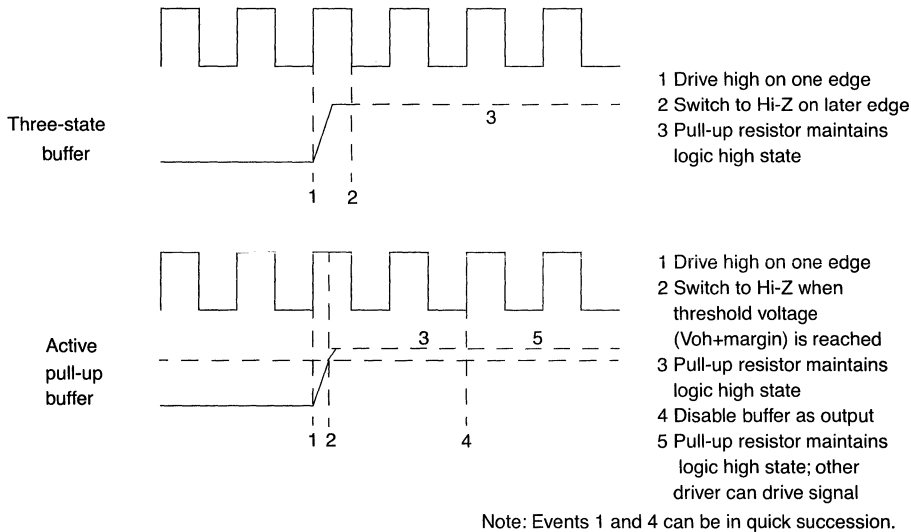 Three-state
buffer
3
1 2
1 Drive high on one edge
2 Switch to Hi-Z on later edge
3 Pull-up resistor maintains
logic high state
Active
pull-up
buffer
3 5
1 2 4
1 Drive high on one edge
2 Switch to Hi-Z when
threshold voltage
(Voh+margin) is reached
3 Pull-up resistor maintains
logic high state
4 Disable buffer as output
5 Pull-up resistor maintains
logic high state; other
driver can drive signal
Note: Events 1 and 4 can be in quick succession.